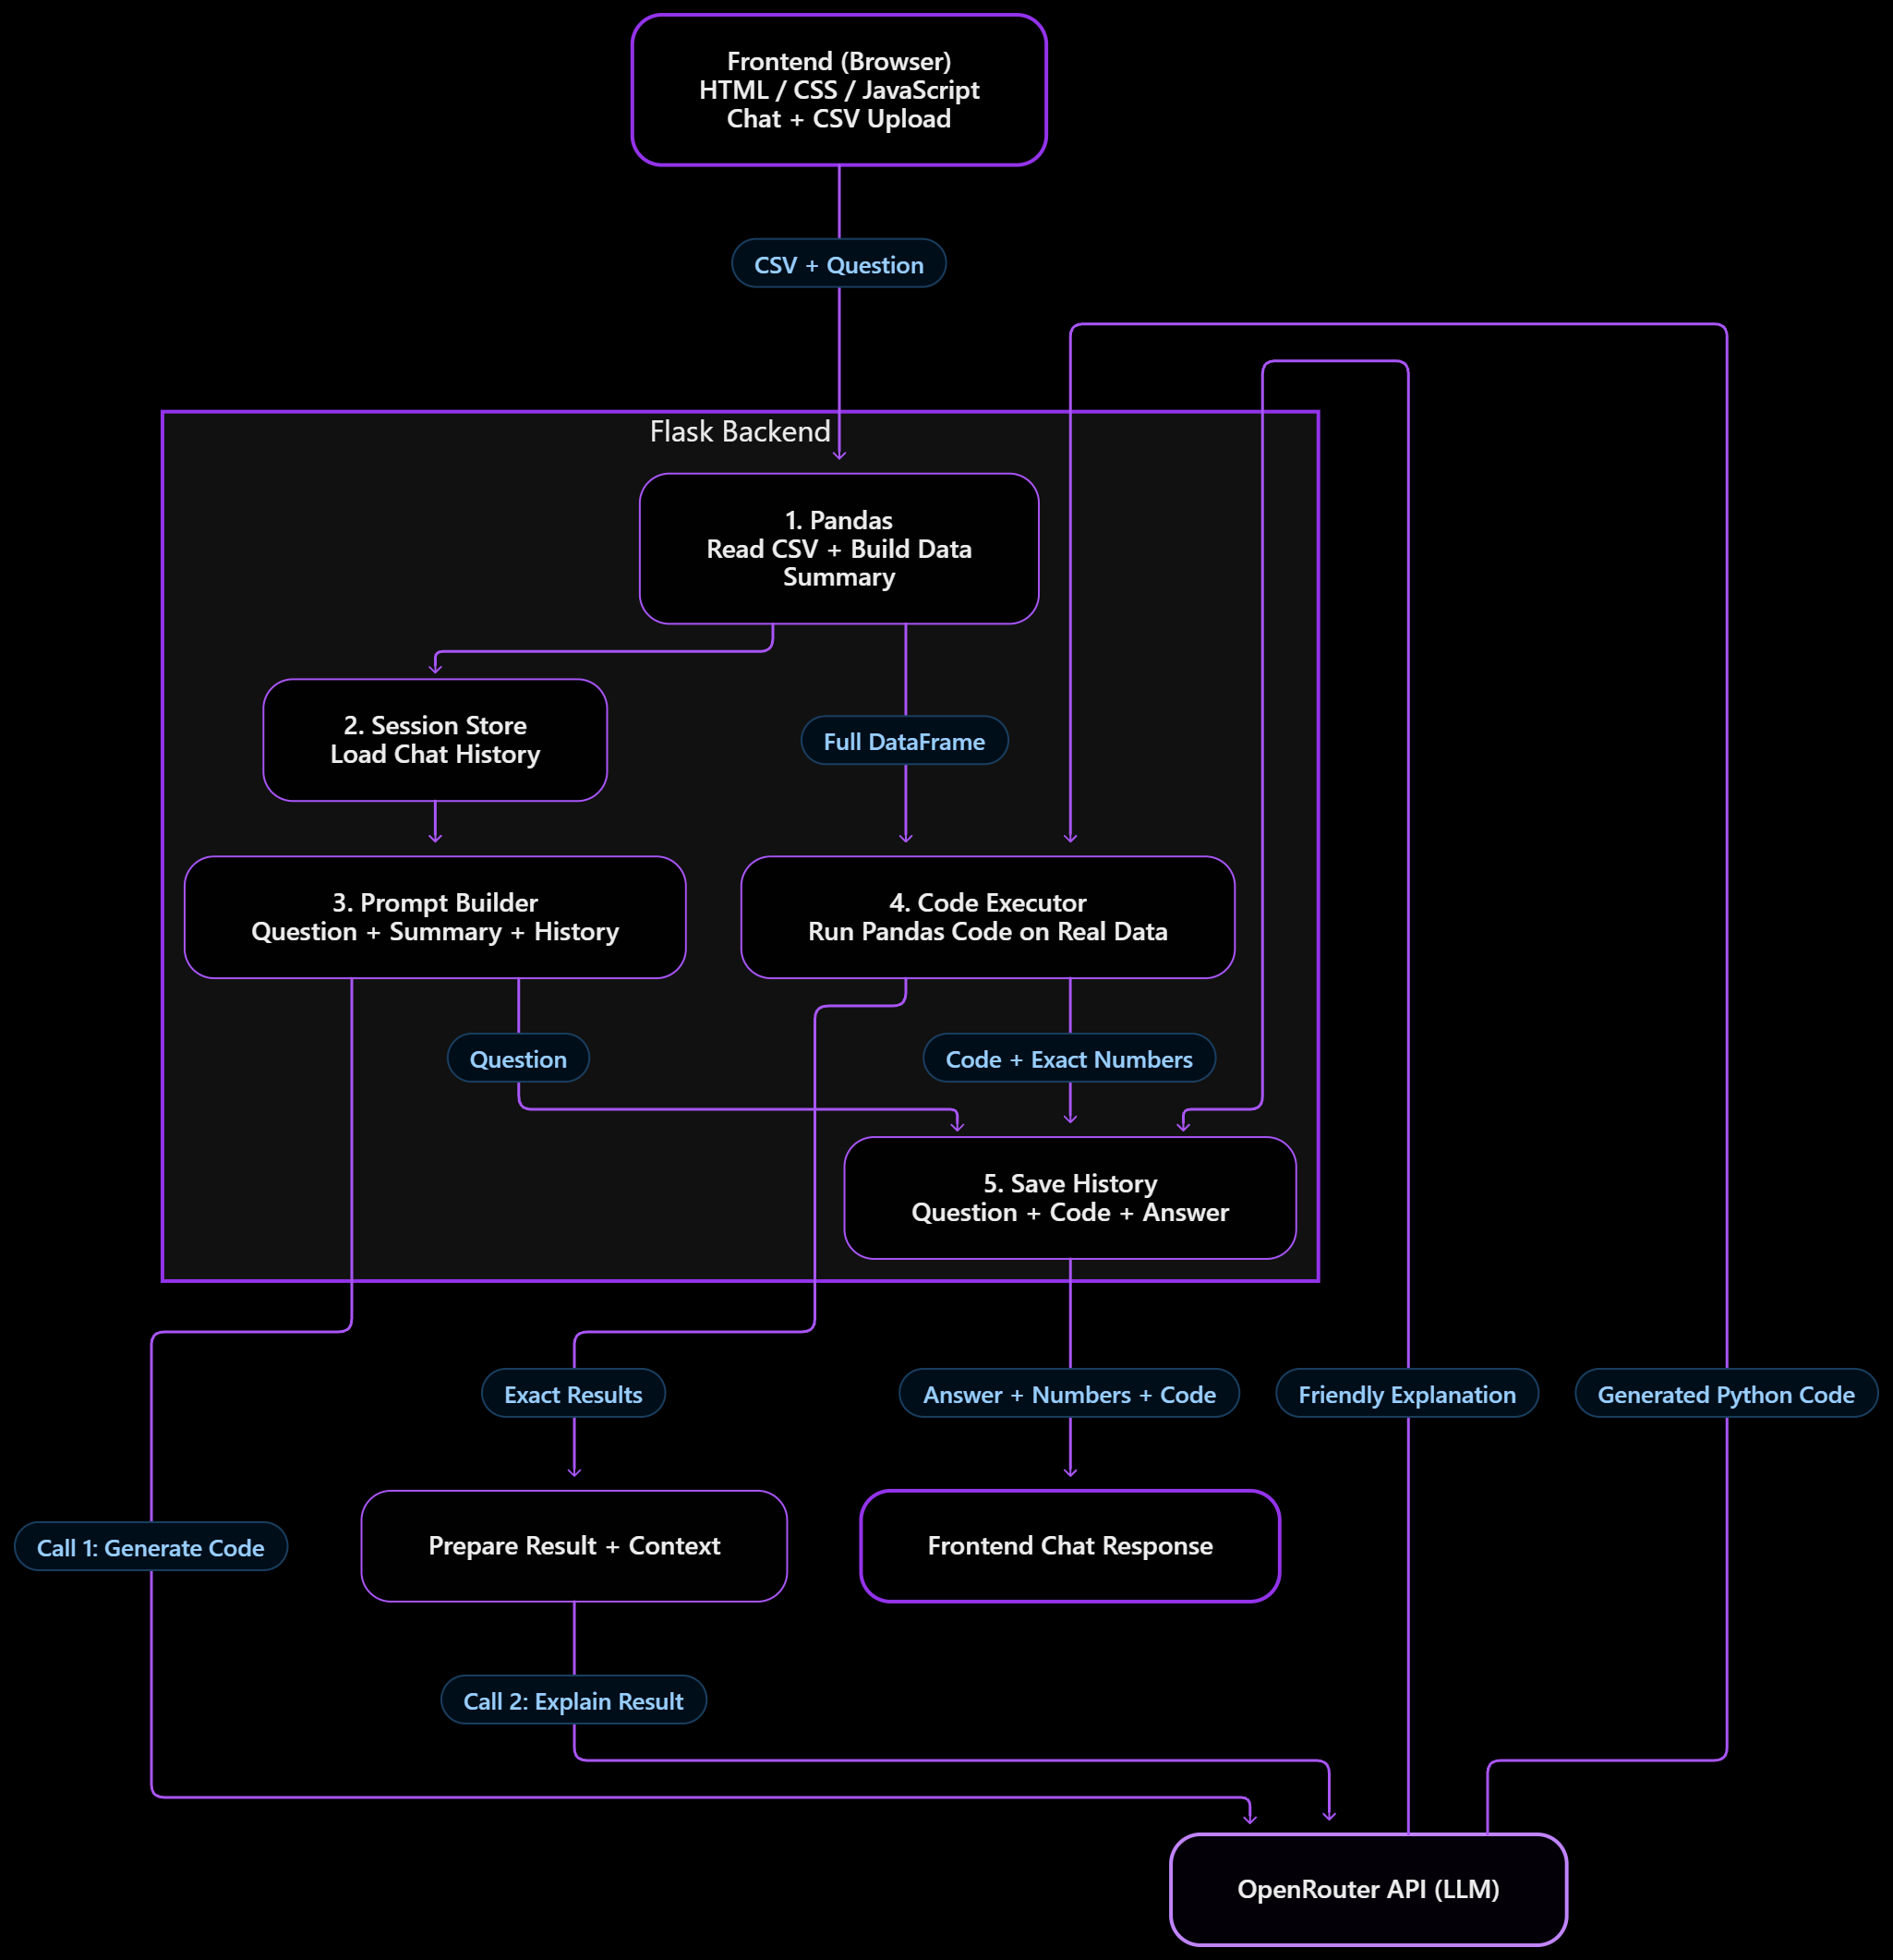 Frontend (Browser)
HTML / CSS / JavaScript
Chat + CSV Upload
CSV + Question
Flask Backend
1. Pandas
Read CSV + Build Data
Summary
2. Session Store
Load Chat History
Full DataFrame
3. Prompt Builder
Question + Summary + History
4. Code Executor
Run Pandas Code on Real Data
Question
Code + Exact Numbers
5. Save History
Question + Code + Answer
Exact Results
Answer + Numbers + Code
Friendly Explanation
Generated Python Code
Call 1: Generate Code
Prepare Result + Context
Frontend Chat Response
Call 2: Explain Result
OpenRouter API (LLM)